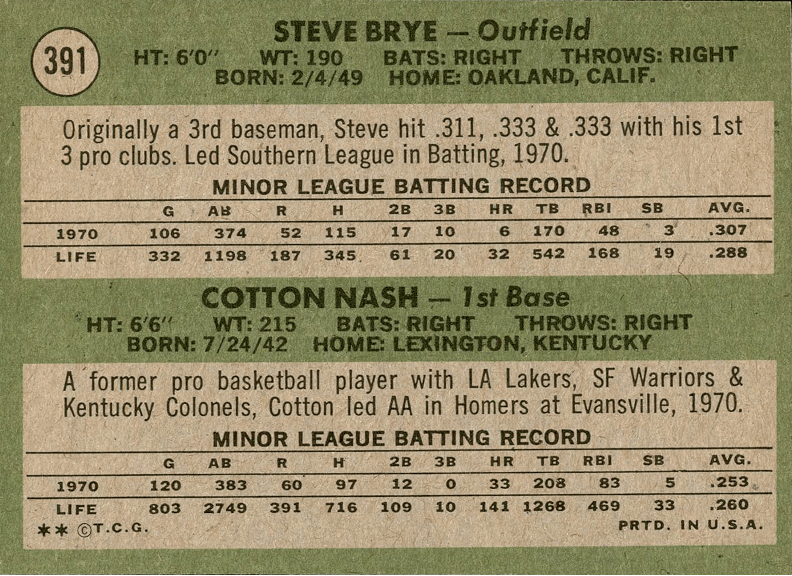 391
STEVE BRYE — Outfield
HT: 6'0" WT: 190 BATS: RIGHT THROWS: RIGHT
BORN: 2/4/49 HOME: OAKLAND, CALIF.
Originally a 3rd baseman, Steve hit .311, .333 & .333 with his 1st
3 pro clubs. Led Southern League in Batting, 1970.
MINOR LEAGUE BATTING RECORD
G AB R H 2B 3B HR TB RBI SB AVG.
1970 106 374 52 115 17 10 6 170 48 3 .307
LIFE 332 1198 187 345 61 20 32 542 168 19 .288
COTTON NASH — 1st Base
HT: 6'6" WT: 215 BATS: RIGHT THROWS: RIGHT
BORN: 7/24/42 HOME: LEXINGTON, KENTUCKY
A former pro basketball player with LA Lakers, SF Warriors &
Kentucky Colonels, Cotton led AA in Homers at Evansville, 1970.
MINOR LEAGUE BATTING RECORD
G AB R H 2B 3B HR TB RBI SB AVG.
1970 120 383 60 97 12 0 33 208 83 5 .253
LIFE 803 2749 391 716 109 10 141 1268 469 33 .260
** ©T.C.G. PRTD. IN U.S.A.